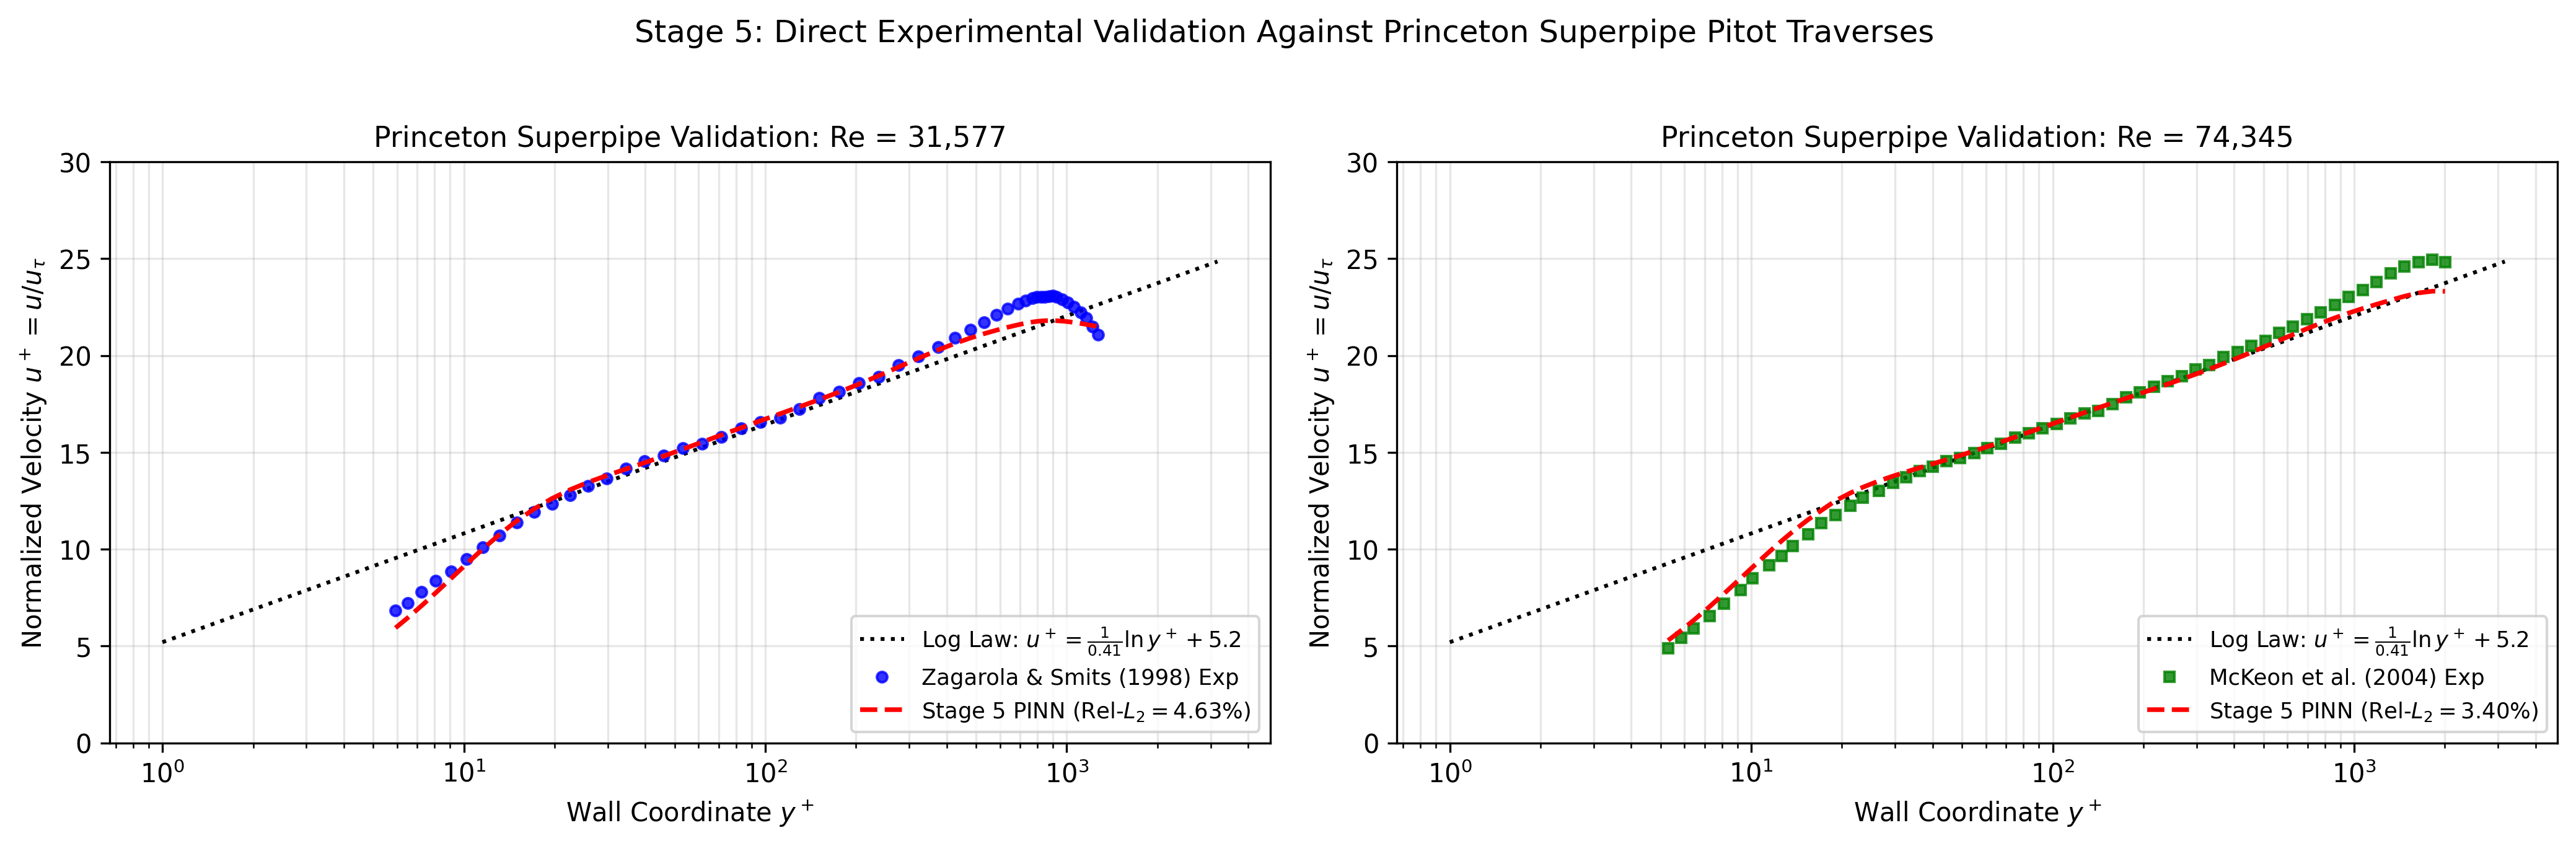 Stage 5: Direct Experimental Validation Against Princeton Superpipe Pitot Traverses
Princeton Superpipe Validation: Re = 31,577
Normalized Velocity u⁺ = u/u_τ
30
25
20
15
10
5
0
Log Law: u⁺ = 1/0.41 ln y⁺ + 5.2
Zagarola & Smits (1998) Exp
Stage 5 PINN (Rel-L₂ = 4.63%)
10⁰
10¹
10²
10³
Wall Coordinate y⁺
Princeton Superpipe Validation: Re = 74,345
Normalized Velocity u⁺ = u/u_τ
30
25
20
15
10
5
0
Log Law: u⁺ = 1/0.41 ln y⁺ + 5.2
McKeon et al. (2004) Exp
Stage 5 PINN (Rel-L₂ = 3.40%)
10⁰
10¹
10²
10³
Wall Coordinate y⁺